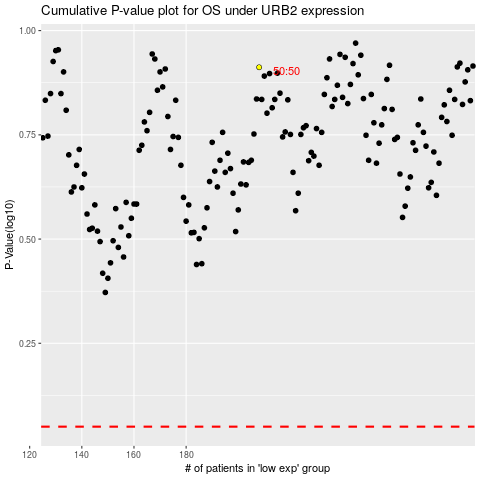 Cumulative P-value plot for OS under URB2 expression
1.00
50:50
0.75
0.50
0.25
P-Value(log10)
120 140 160 180
# of patients in 'low exp' group